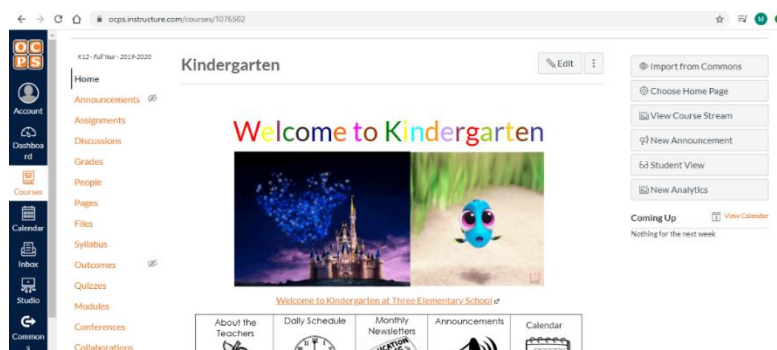 ocps.instructure.com/courses/1076502
OC
PS
Account
Dashboa
rd
Courses
Calendar
Inbox
Studio
Common
s
K12 - Full Year - 2019-2020
Home
Announcements
Assignments
Discussions
Grades
People
Pages
Files
Syllabus
Outcomes
Quizzes
Modules
Conferences
Collaborations
Kindergarten
Edit
Welcome to Kindergarten
Welcome to Kindergarten at Three Elementary School
About the
Teachers
Daily Schedule
Monthly
Newsletters
Announcements
Calendar
Import from Commons
Choose Home Page
View Course Stream
New Announcement
Student View
New Analytics
Coming Up
View Calendar
Nothing for the next week